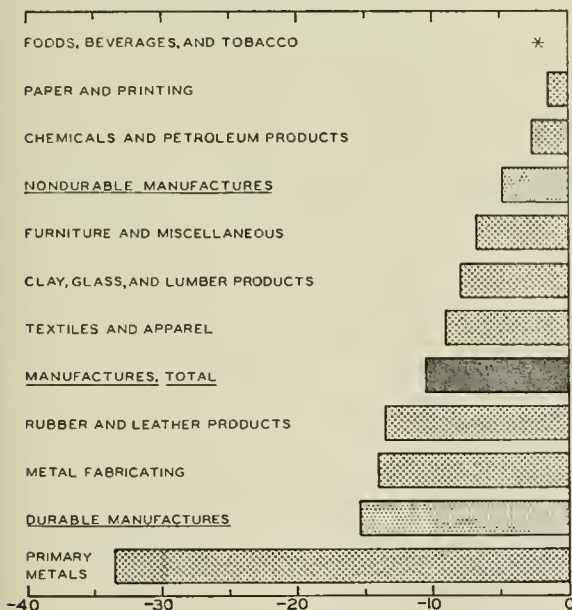 FOODS, BEVERAGES, AND TOBACCO *
PAPER AND PRINTING
CHEMICALS AND PETROLEUM PRODUCTS
NONDURABLE MANUFACTURES
FURNITURE AND MISCELLANEOUS
CLAY, GLASS, AND LUMBER PRODUCTS
TEXTILES AND APPAREL
MANUFACTURES, TOTAL
RUBBER AND LEATHER PRODUCTS
METAL FABRICATING
DURABLE MANUFACTURES
PRIMARY
METALS
-40 -30 -20 -10 0